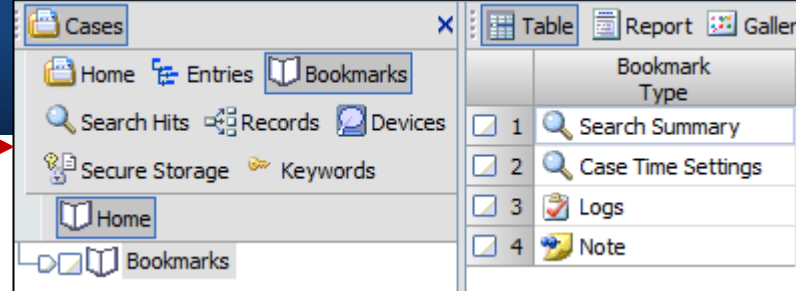 Cases
Home Entries Bookmarks
Search Hits Records Devices
Secure Storage Keywords
Home
Bookmarks
Table Report Galler
Bookmark
Type
1 Search Summary
2 Case Time Settings
3 Logs
4 Note